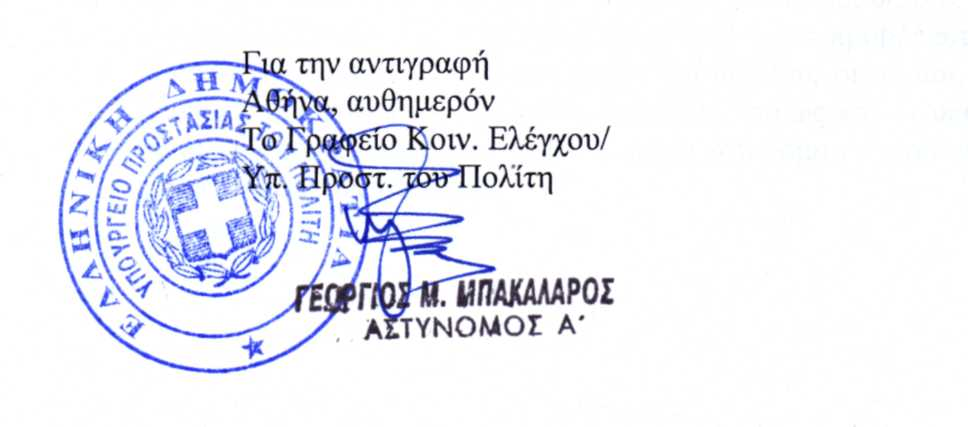 Για την αντιγραφή
Αθήνα, αυθημερόν
Το Γραφείο Κοιν. Ελέγχου/
Υπ. Προστ. του Πολίτη
ΕΛΛΗΝΙΚΗ ΔΗΜΟΚΡΑΤΙΑ
ΥΠΟΥΡΓΕΙΟ ΠΡΟΣΤΑΣΙΑΣ ΤΟΥ ΠΟΛΙΤΗ
ΓΕΩΡΓΙΟΣ Μ. ΜΠΑΚΑΛΑΡΟΣ
ΑΣΤΥΝΟΜΟΣ Α΄